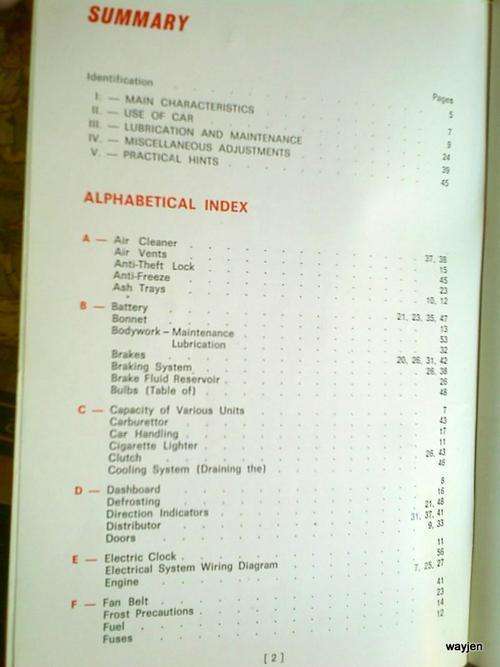 SUMMARY
Pages
Identification 5
I. — MAIN CHARACTERISTICS 7
II. — USE OF CAR 9
III. — LUBRICATION AND MAINTENANCE 24
IV. — MISCELLANEOUS ADJUSTMENTS 39
V. — PRACTICAL HINTS 45
ALPHABETICAL INDEX
A — Air Cleaner 37, 38
Air Vents 15
Anti-Theft Lock 45
Anti-Freeze 23
Ash Trays 10, 12
B — Battery 21, 23, 35, 47
Bonnet 13
Bodywork – Maintenance 53
Lubrication 32
Brakes 20, 26, 31, 42
Braking System 26, 38
Brake Fluid Reservoir 26
Bulbs (Table of) 48
C — Capacity of Various Units 7
Carburettor 43
Car Handling 17
Cigarette Lighter 11
Clutch 26, 43
Cooling System (Draining the) 46
D — Dashboard 8
Defrosting 16
Direction Indicators 21, 48
Distributor 31, 37, 41
Doors 9, 33
E — Electric Clock 11
Electrical System Wiring Diagram 56
Engine 7, 25, 27
F — Fan Belt 41
Frost Precautions 23
Fuel 14
Fuses 12
[ 2 ]
wayjen